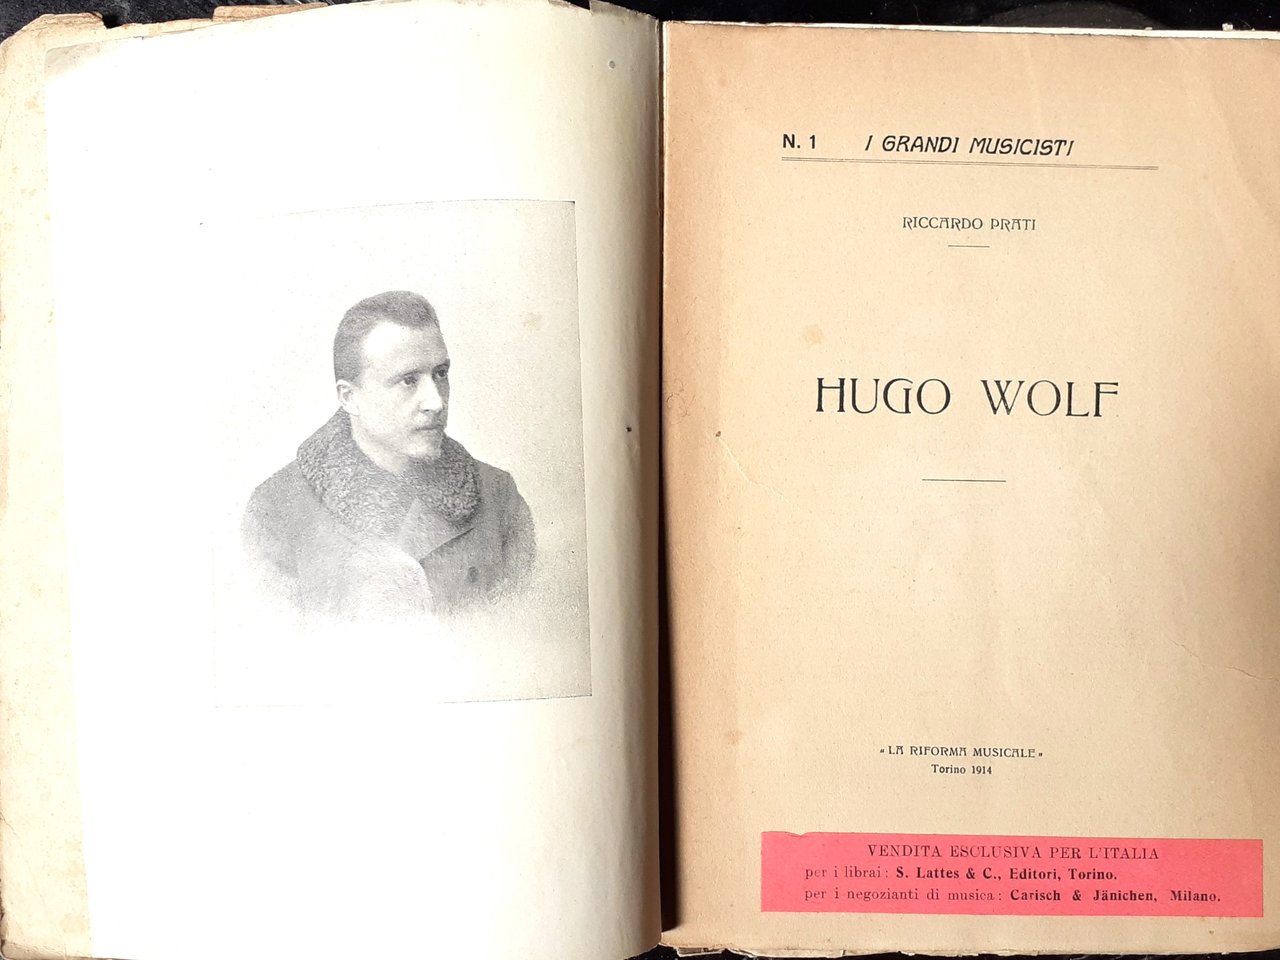 N. 1 I GRANDI MUSICISTI
RICCARDO PRATI
HUGO WOLF
"LA RIFORMA MUSICALE"
Torino 1914
VENDITA ESCLUSIVA PER L'ITALIA
per i librai: S. Lattes & C., Editori, Torino.
per i negozianti di musica: Carisch & Jänichen, Milano.